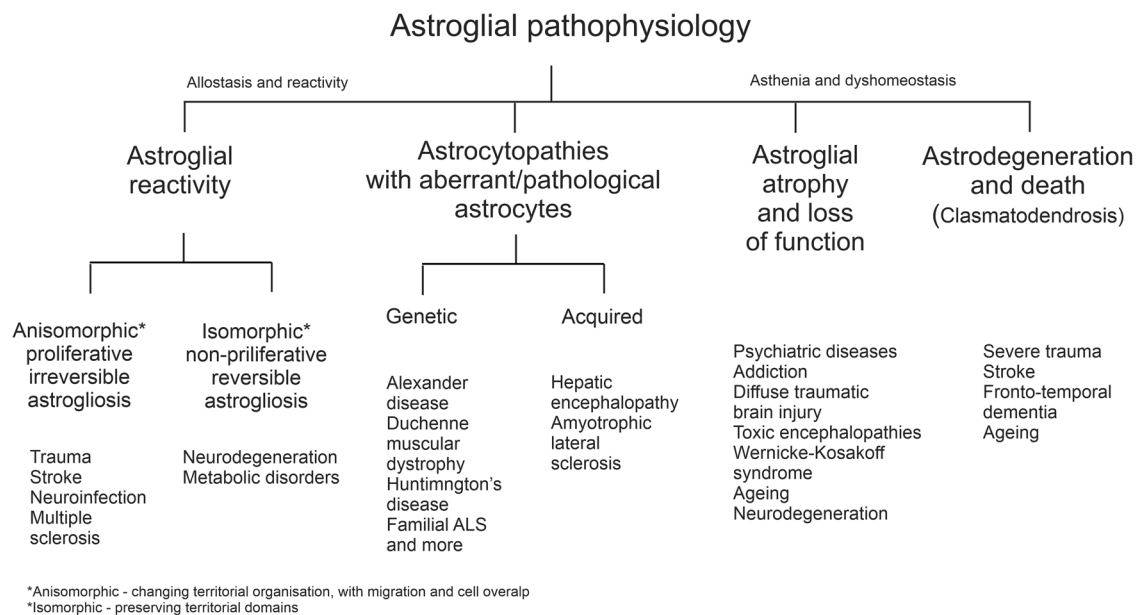 Astroglial pathophysiology
Allostasis and reactivity
Asthenia and dyshomeostasis
Astroglial
reactivity
Astrocytopathies
with aberrant/pathological
astrocytes
Astroglial
atrophy
and loss
of function
Astrodegeneration
and death
(Clasmatodendrosis)
Anisomorphic*
proliferative
irreversible
astrogliosis
Isomorphic*
non-priliferative
reversible
astrogliosis
Genetic
Acquired
Trauma
Stroke
Neuroinfection
Multiple
sclerosis
Neurodegeneration
Metabolic disorders
Alexander
disease
Duchenne
muscular
dystrophy
Huntimngton's
disease
Familial ALS
and more
Hepatic
encephalopathy
Amyotrophic
lateral
sclerosis
Psychiatric diseases
Addiction
Diffuse traumatic
brain injury
Toxic encephalopathies
Wernicke-Kosakoff
syndrome
Ageing
Neurodegeneration
Severe trauma
Stroke
Fronto-temporal
dementia
Ageing
*Anisomorphic - changing territorial organisation, with migration and cell overalp
*Isomorphic - preserving territorial domains